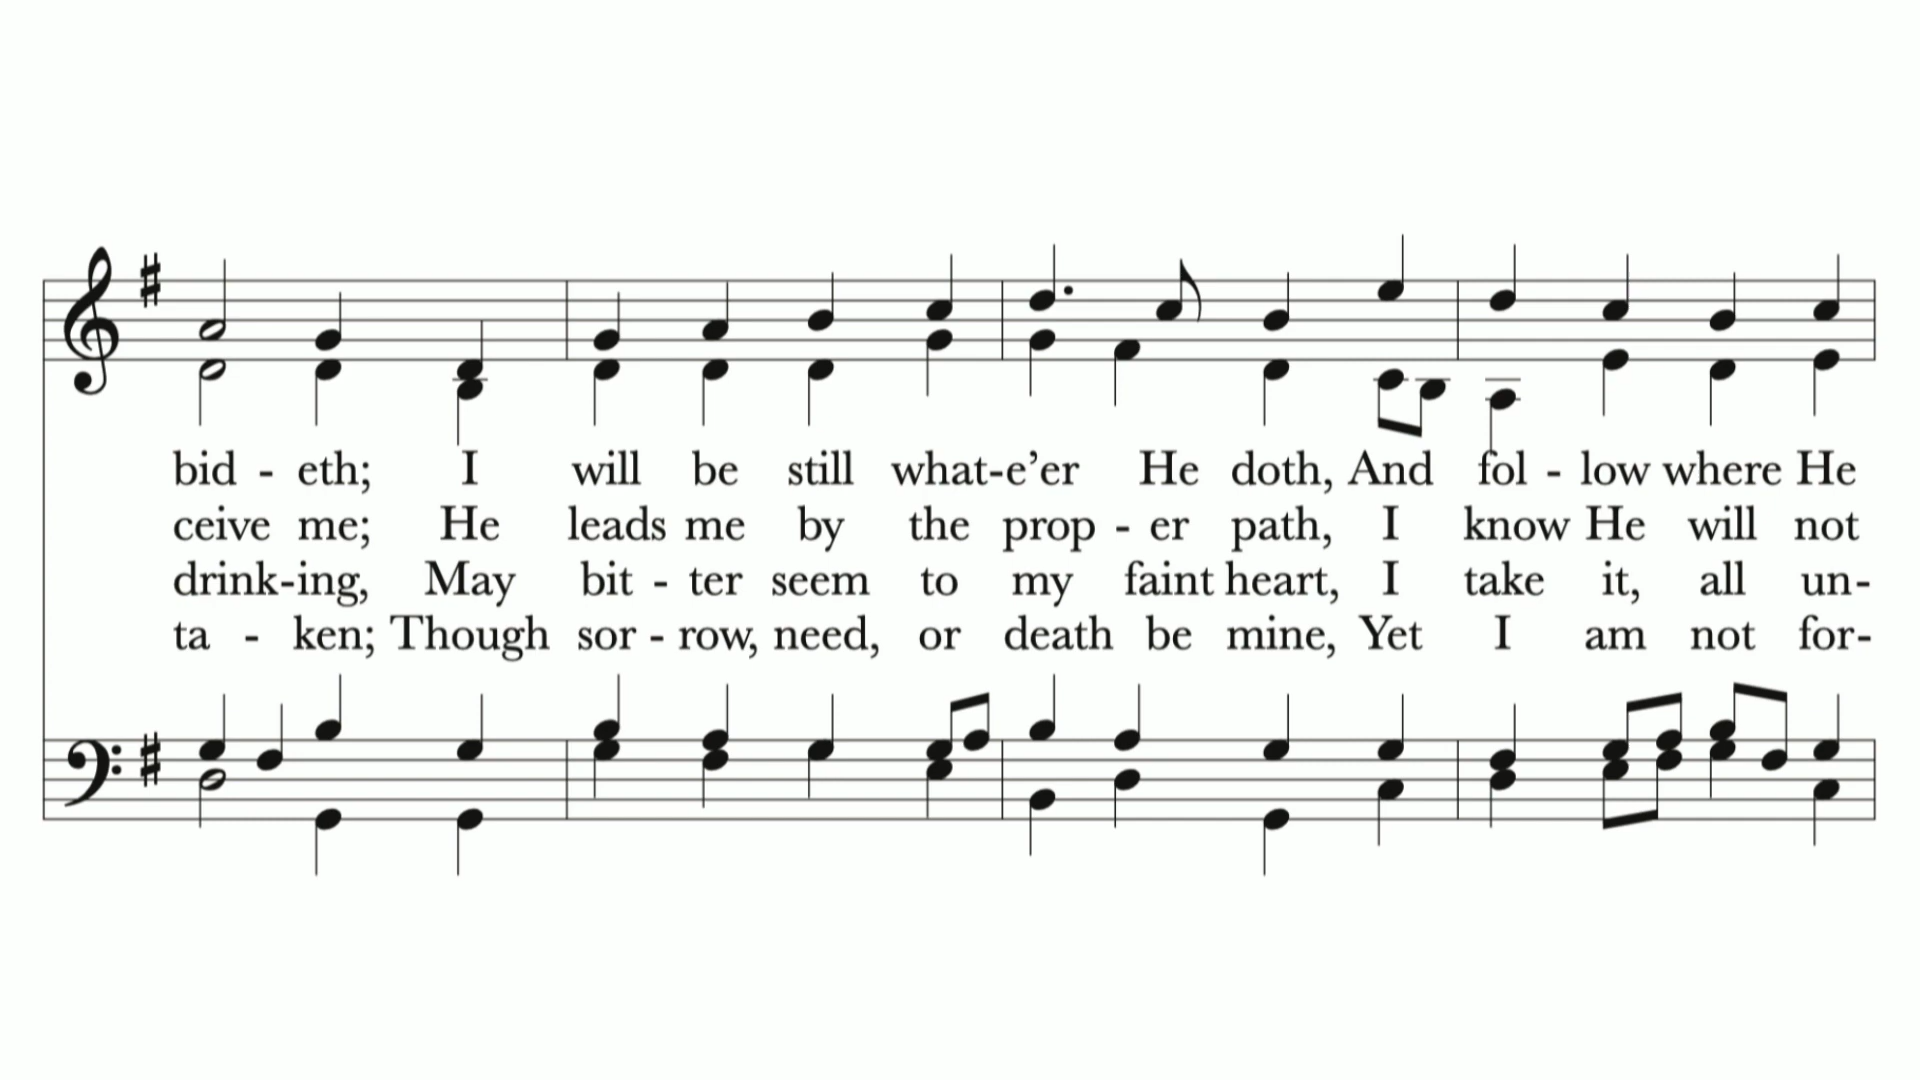 bid - eth; I will be still what-e’er He doth, And fol - low where He
ceive me; He leads me by the prop - er path, I know He will not
drink-ing, May bit - ter seem to my faint heart, I take it, all un-
ta - ken; Though sor - row, need, or death be mine, Yet I am not for-